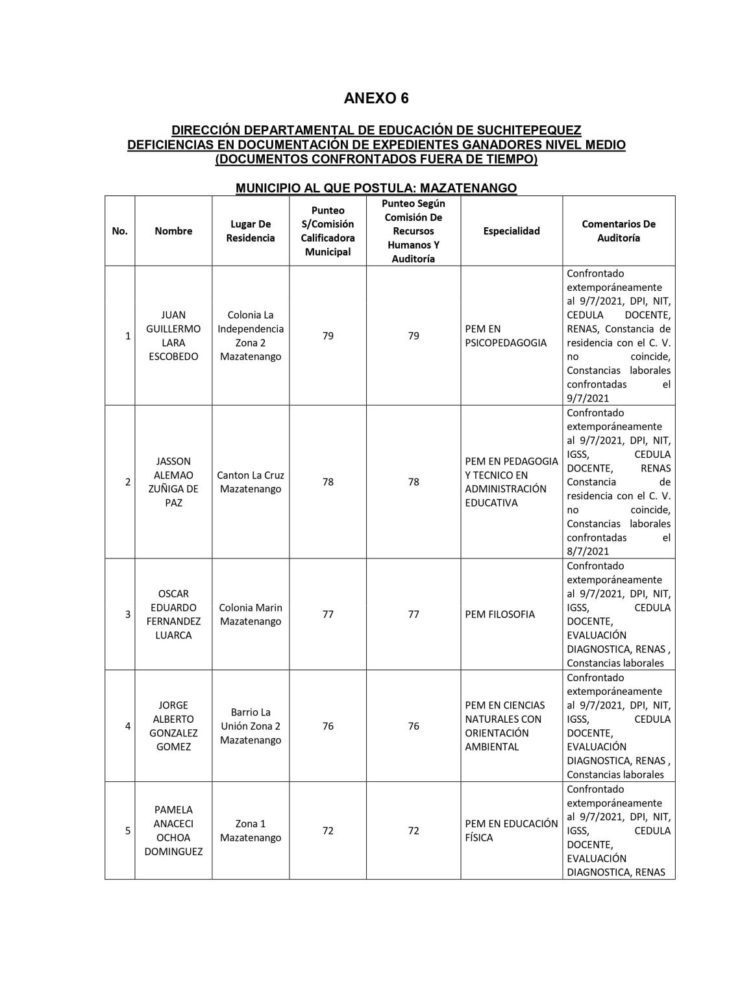 ANEXO 6
DIRECCIÓN DEPARTAMENTAL DE EDUCACIÓN DE SUCHITEPEQUEZ
DEFICIENCIAS EN DOCUMENTACIÓN DE EXPEDIENTES GANADORES NIVEL MEDIO
(DOCUMENTOS CONFRONTADOS FUERA DE TIEMPO)
MUNICIPIO AL QUE POSTULA: MAZATENANGO
No.
Nombre
Lugar De
Residencia
Punteo
S/Comisión
Calificadora
Municipal
Punteo Según
Comisión De
Recursos
Humanos Y
Auditoría
Especialidad
Comentarios De
Auditoría
1
JUAN
GUILLERMO
LARA
ESCOBEDO
Colonia La
Independencia
Zona 2
Mazatenango
79
79
PEM EN
PSICOPEDAGOGIA
Confrontado
extemporáneamente
al 9/7/2021, DPI, NIT,
CEDULA DOCENTE,
RENAS, Constancia de
residencia con el C. V.
no coincide,
Constancias laborales
confrontadas el
9/7/2021
2
JASSON
ALEMAO
ZUÑIGA DE
PAZ
Canton La Cruz
Mazatenango
78
78
PEM EN PEDAGOGIA
Y TECNICO EN
ADMINISTRACIÓN
EDUCATIVA
Confrontado
extemporáneamente
al 9/7/2021, DPI, NIT,
IGSS, CEDULA
DOCENTE, RENAS
Constancia de
residencia con el C. V.
no coincide,
Constancias laborales
confrontadas el
8/7/2021
3
OSCAR
EDUARDO
FERNANDEZ
LUARCA
Colonia Marin
Mazatenango
77
77
PEM FILOSOFIA
Confrontado
extemporáneamente
al 9/7/2021, DPI, NIT,
IGSS, CEDULA
DOCENTE,
EVALUACIÓN
DIAGNOSTICA, RENAS ,
Constancias laborales
4
JORGE
ALBERTO
GONZALEZ
GOMEZ
Barrio La
Unión Zona 2
Mazatenango
76
76
PEM EN CIENCIAS
NATURALES CON
ORIENTACIÓN
AMBIENTAL
Confrontado
extemporáneamente
al 9/7/2021, DPI, NIT,
IGSS, CEDULA
DOCENTE,
EVALUACIÓN
DIAGNOSTICA, RENAS ,
Constancias laborales
5
PAMELA
ANACECI
OCHOA
DOMINGUEZ
Zona 1
Mazatenango
72
72
PEM EN EDUCACIÓN
FÍSICA
Confrontado
extemporáneamente
al 9/7/2021, DPI, NIT,
IGSS, CEDULA
DOCENTE,
EVALUACIÓN
DIAGNOSTICA, RENAS